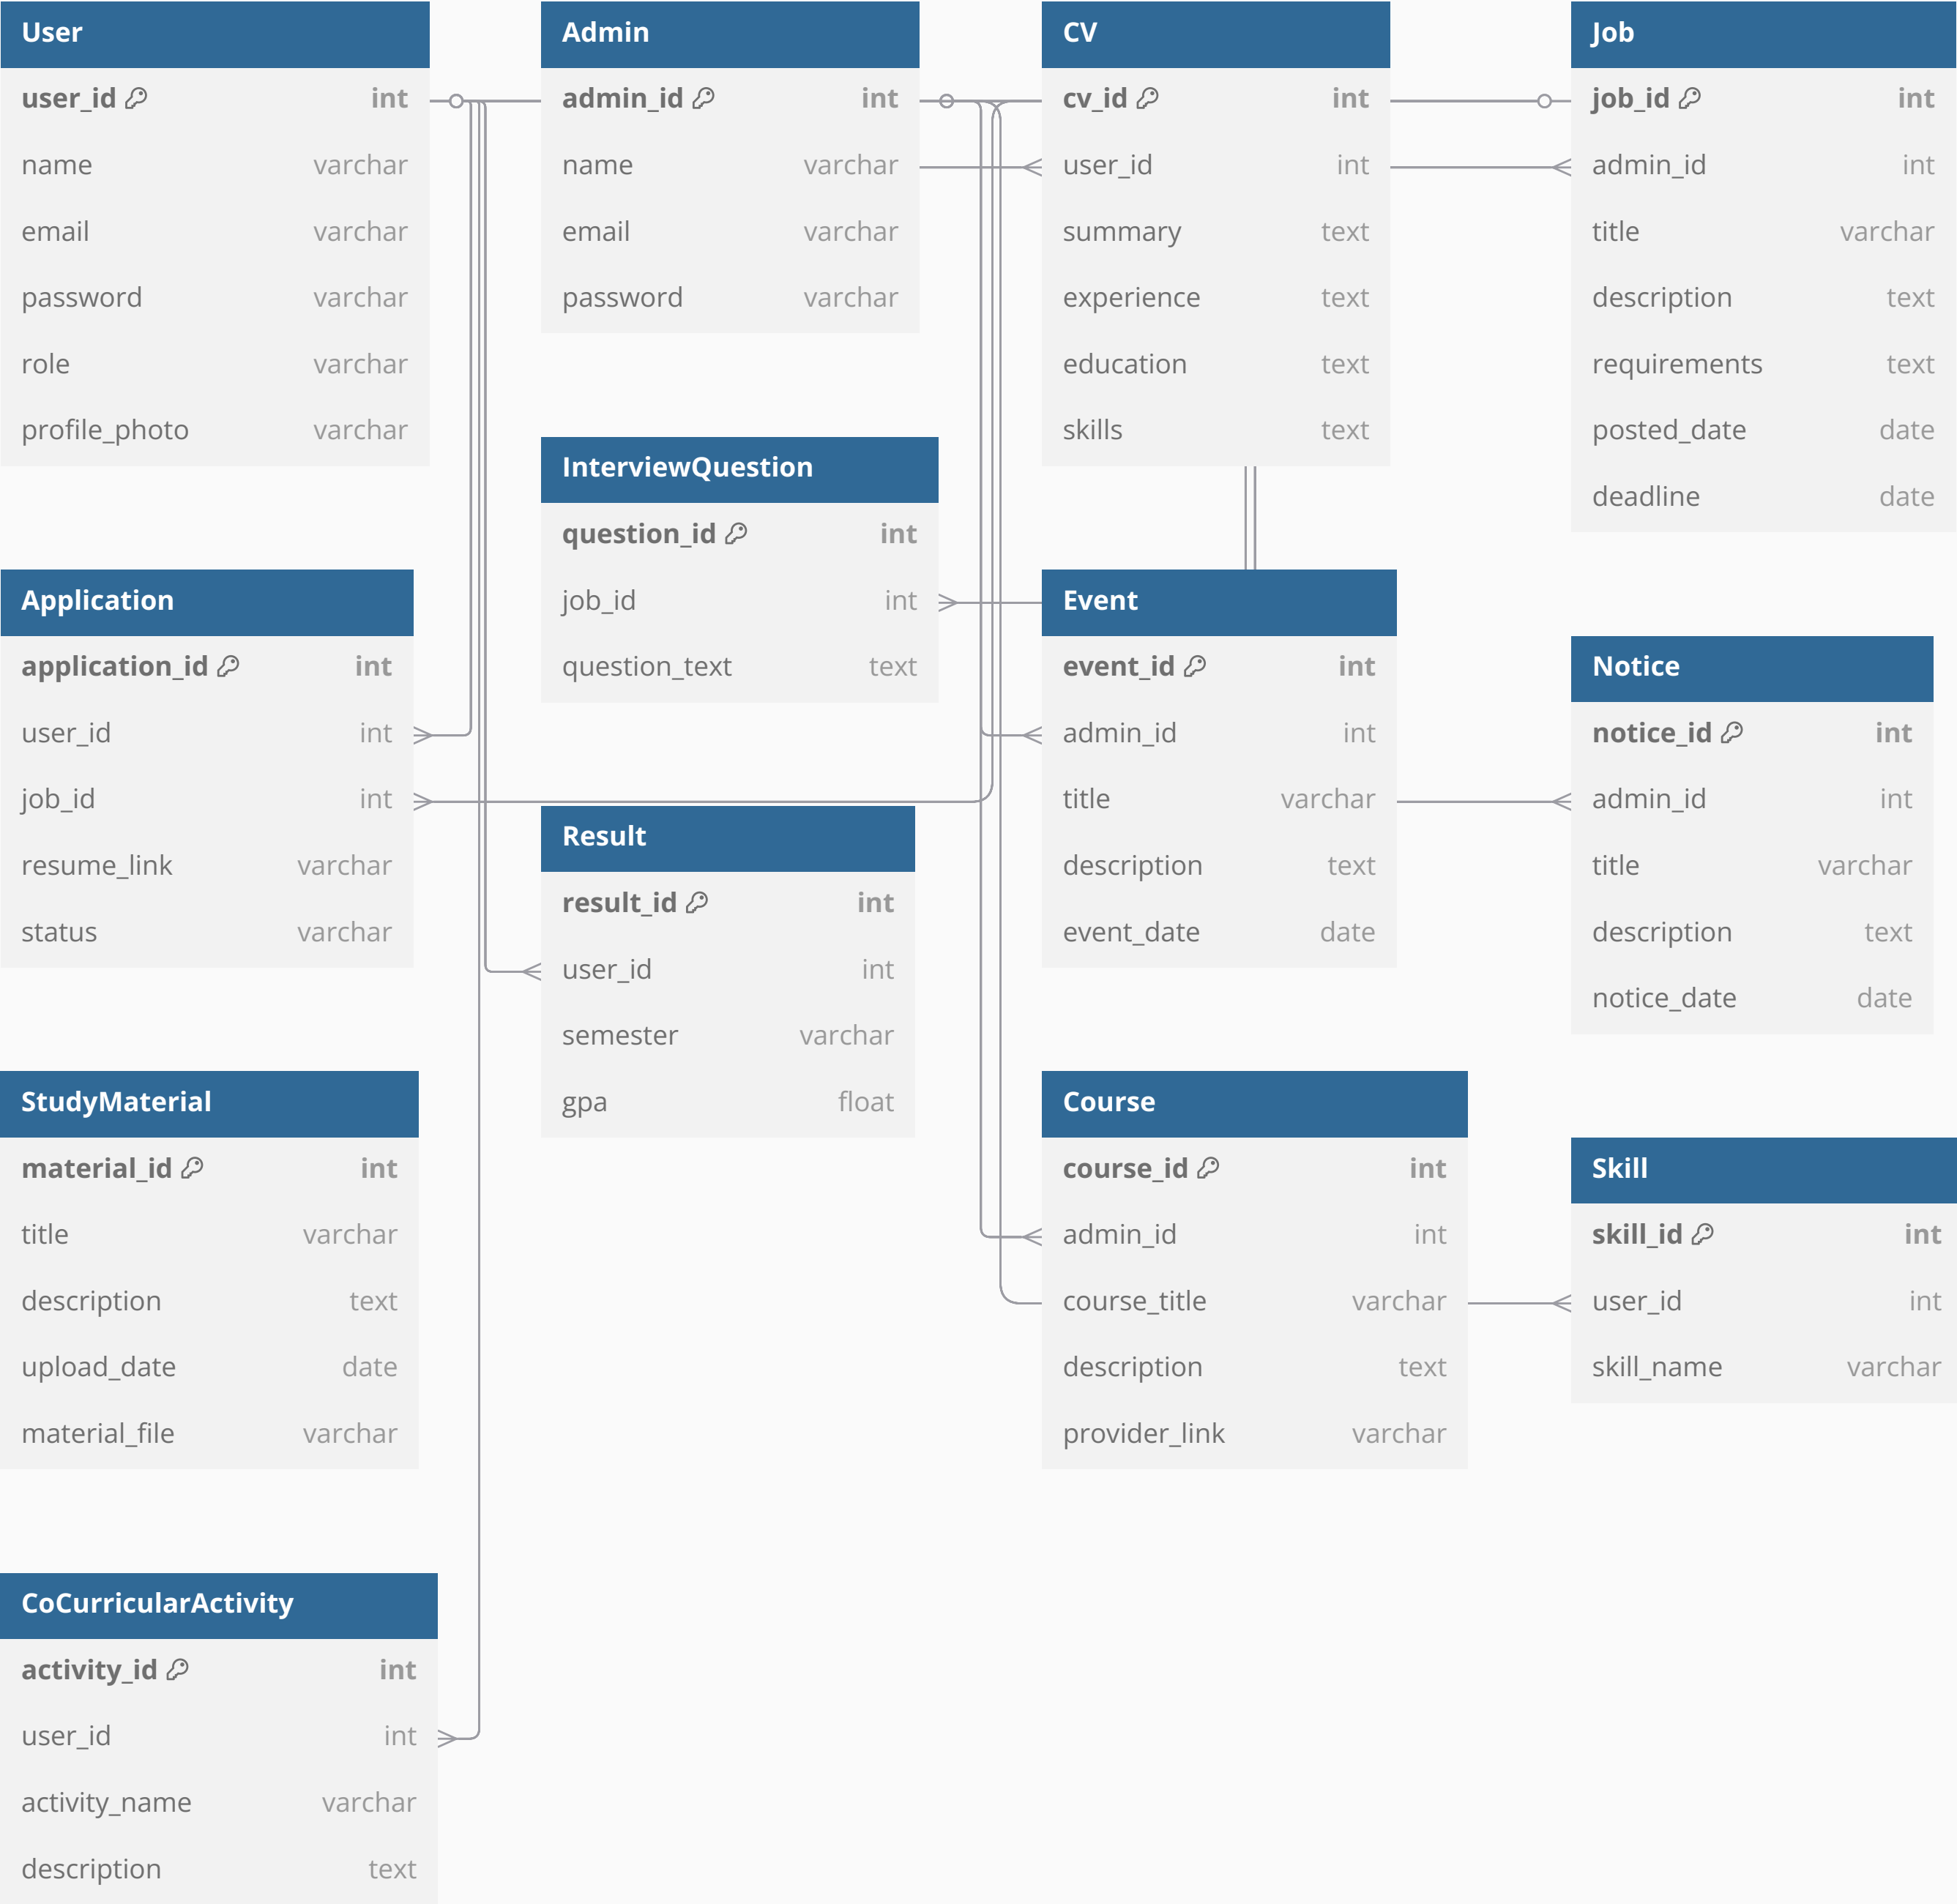 User
user_id int
name varchar
email varchar
password varchar
role varchar
profile_photo varchar
Admin
admin_id int
name varchar
email varchar
password varchar
CV
cv_id int
user_id int
summary text
experience text
education text
skills text
Job
job_id int
admin_id int
title varchar
description text
requirements text
posted_date date
deadline date
InterviewQuestion
question_id int
job_id int
question_text text
Application
application_id int
user_id int
job_id int
resume_link varchar
status varchar
Event
event_id int
admin_id int
title varchar
description text
event_date date
Notice
notice_id int
admin_id int
title varchar
description text
notice_date date
Result
result_id int
user_id int
semester varchar
gpa float
StudyMaterial
material_id int
title varchar
description text
upload_date date
material_file varchar
Course
course_id int
admin_id int
course_title varchar
description text
provider_link varchar
Skill
skill_id int
user_id int
skill_name varchar
CoCurricularActivity
activity_id int
user_id int
activity_name varchar
description text